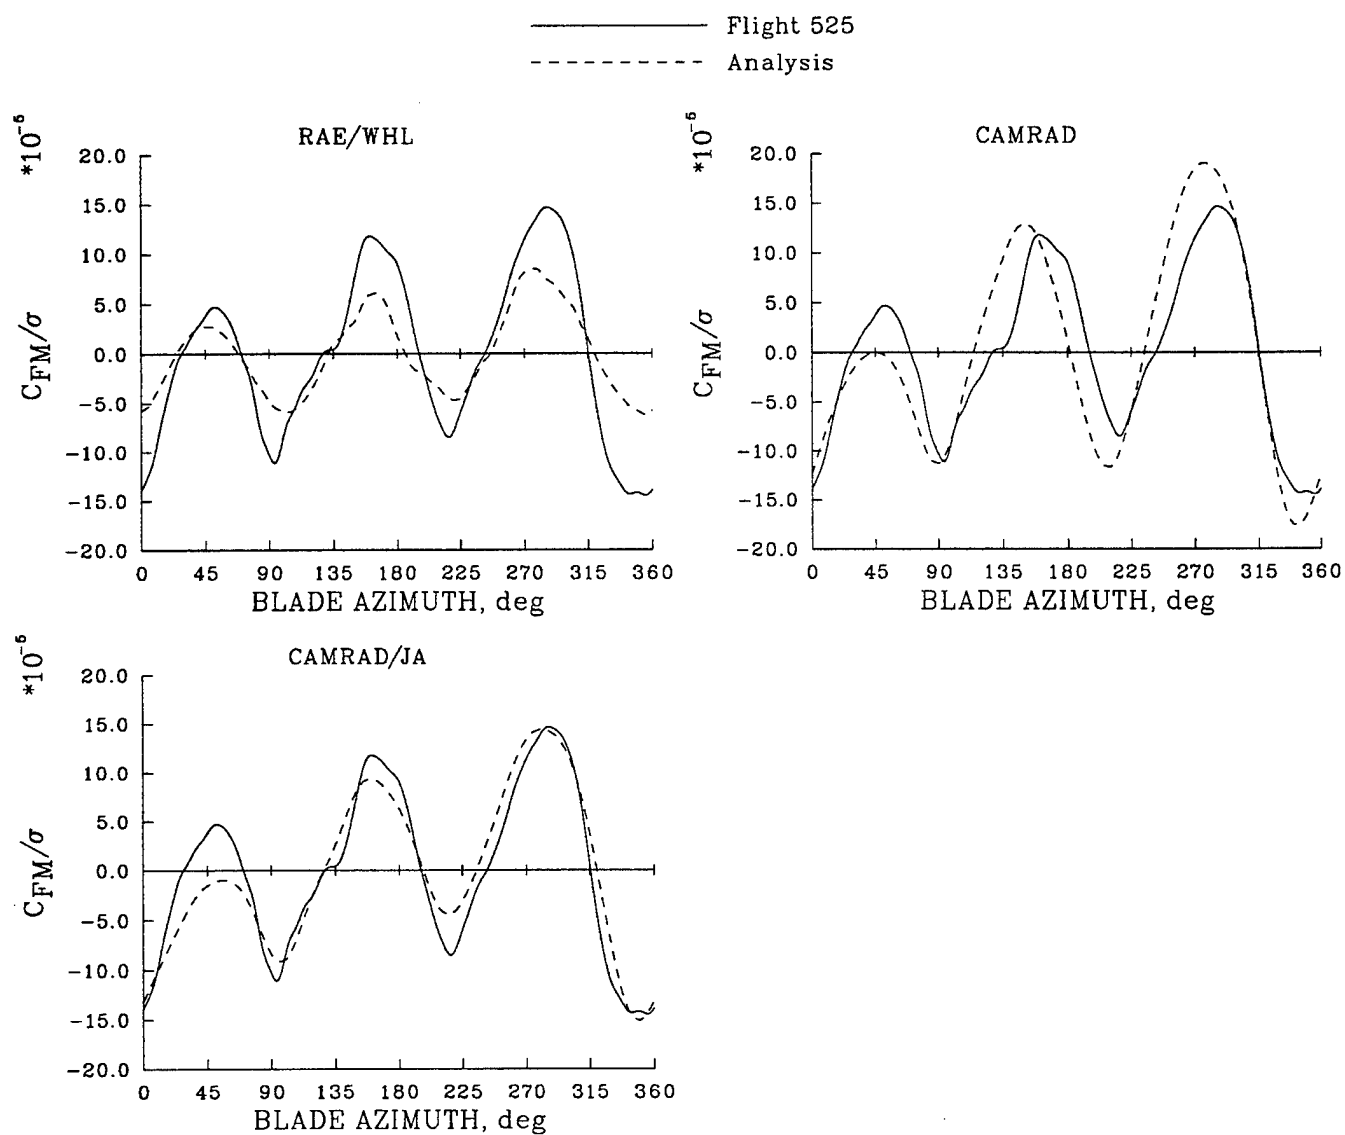 Flight 525
Analysis
RAE/WHL
*10⁻⁵
20.0
15.0
10.0
5.0
0.0
−5.0
−10.0
−15.0
−20.0
C_FM/σ
0 45 90 135 180 225 270 315 360
BLADE AZIMUTH, deg
CAMRAD
*10⁻⁵
20.0
15.0
10.0
5.0
0.0
−5.0
−10.0
−15.0
−20.0
C_FM/σ
0 45 90 135 180 225 270 315 360
BLADE AZIMUTH, deg
CAMRAD/JA
*10⁻⁵
20.0
15.0
10.0
5.0
0.0
−5.0
−10.0
−15.0
−20.0
C_FM/σ
0 45 90 135 180 225 270 315 360
BLADE AZIMUTH, deg